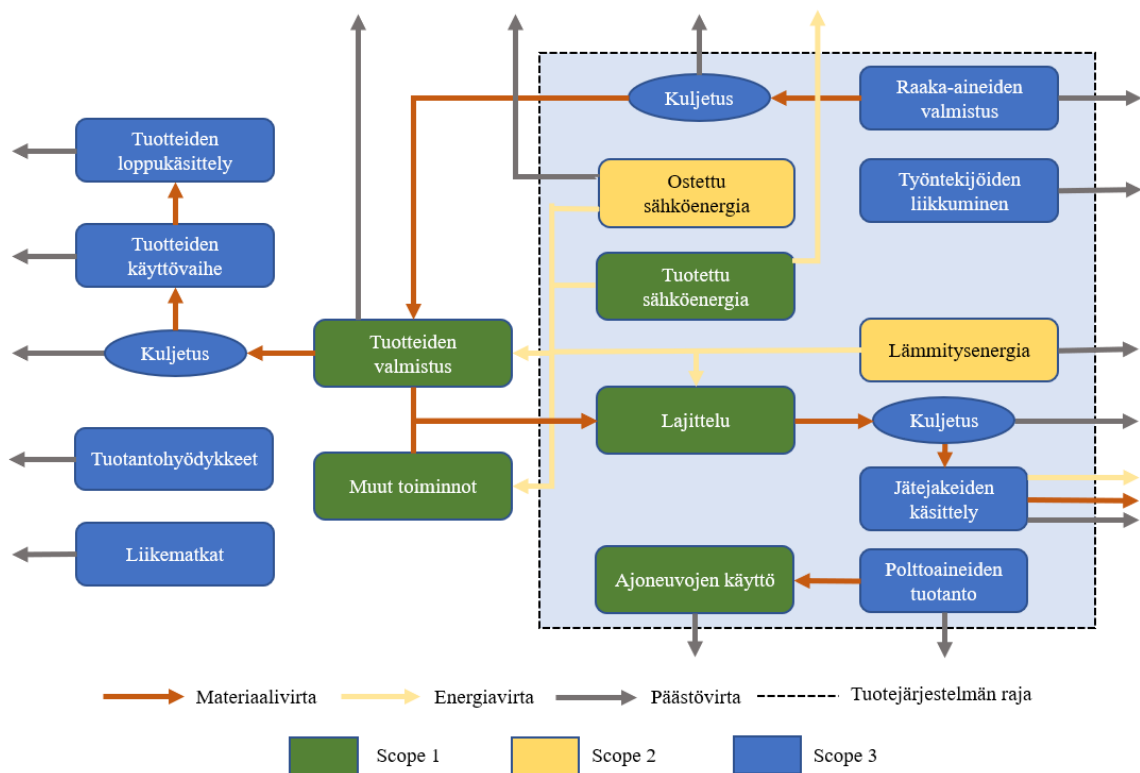 Kuljetus
Raaka-aineiden
valmistus
Tuotteiden
loppukäsittely
Ostettu
sähköenergia
Työntekijöiden
liikkuminen
Tuotteiden
käyttövaihe
Tuotettu
sähköenergia
Kuljetus
Tuotteiden
valmistus
Lämmitysenergia
Lajittelu
Kuljetus
Tuotantohyödykkeet
Muut toiminnot
Jätejakeiden
käsittely
Liikematkat
Ajoneuvojen käyttö
Polttoaineiden
tuotanto
Materiaalivirta
Energiavirta
Päästövirta
Tuotejärjestelmän raja
Scope 1
Scope 2
Scope 3